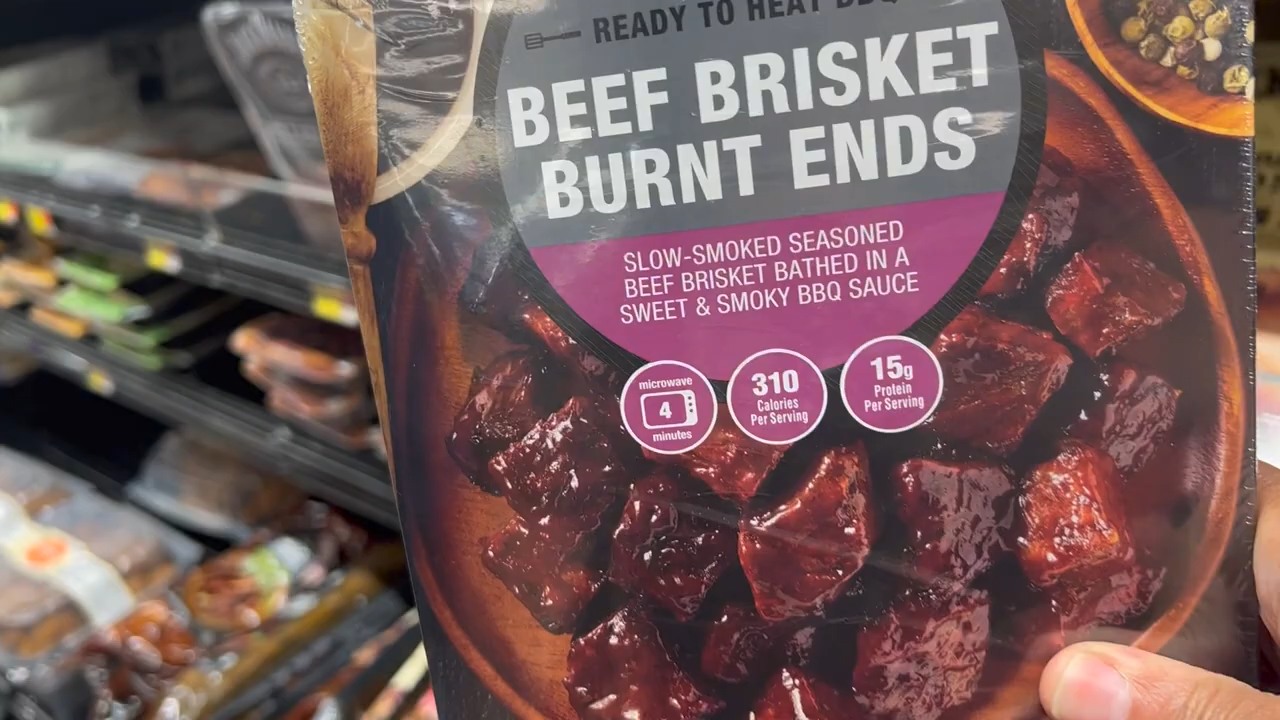 READY TO HEAT BBQ
BEEF BRISKET
BURNT ENDS
SLOW-SMOKED SEASONED
BEEF BRISKET BATHED IN A
SWEET & SMOKY BBQ SAUCE
microwave
4
minutes
310
Calories
Per Serving
15g
Protein
Per Serving